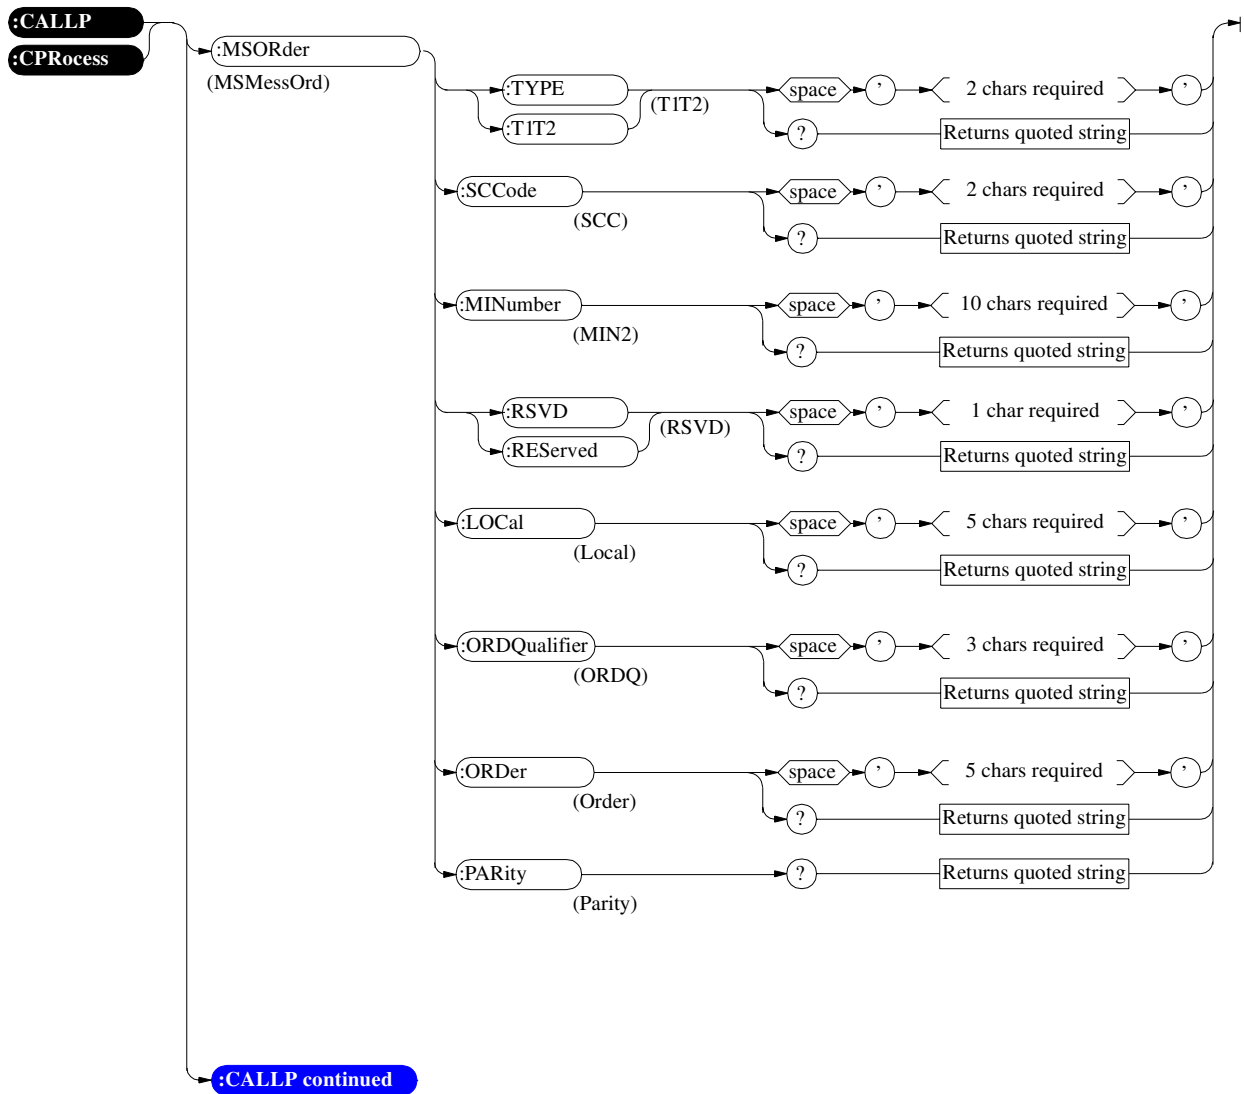 :CALLP
:CPRocess
:MSORder
(MSMessOrd)
:TYPE
:T1T2
(T1T2)
space ' 2 chars required '
? Returns quoted string
:SCCode
(SCC)
space ' 2 chars required '
? Returns quoted string
:MINumber
(MIN2)
space ' 10 chars required '
? Returns quoted string
:RSVD
:REServed
(RSVD)
space ' 1 char required '
? Returns quoted string
:LOCal
(Local)
space ' 5 chars required '
? Returns quoted string
:ORDQualifier
(ORDQ)
space ' 3 chars required '
? Returns quoted string
:ORDer
(Order)
space ' 5 chars required '
? Returns quoted string
:PARity
(Parity)
? Returns quoted string
:CALLP continued